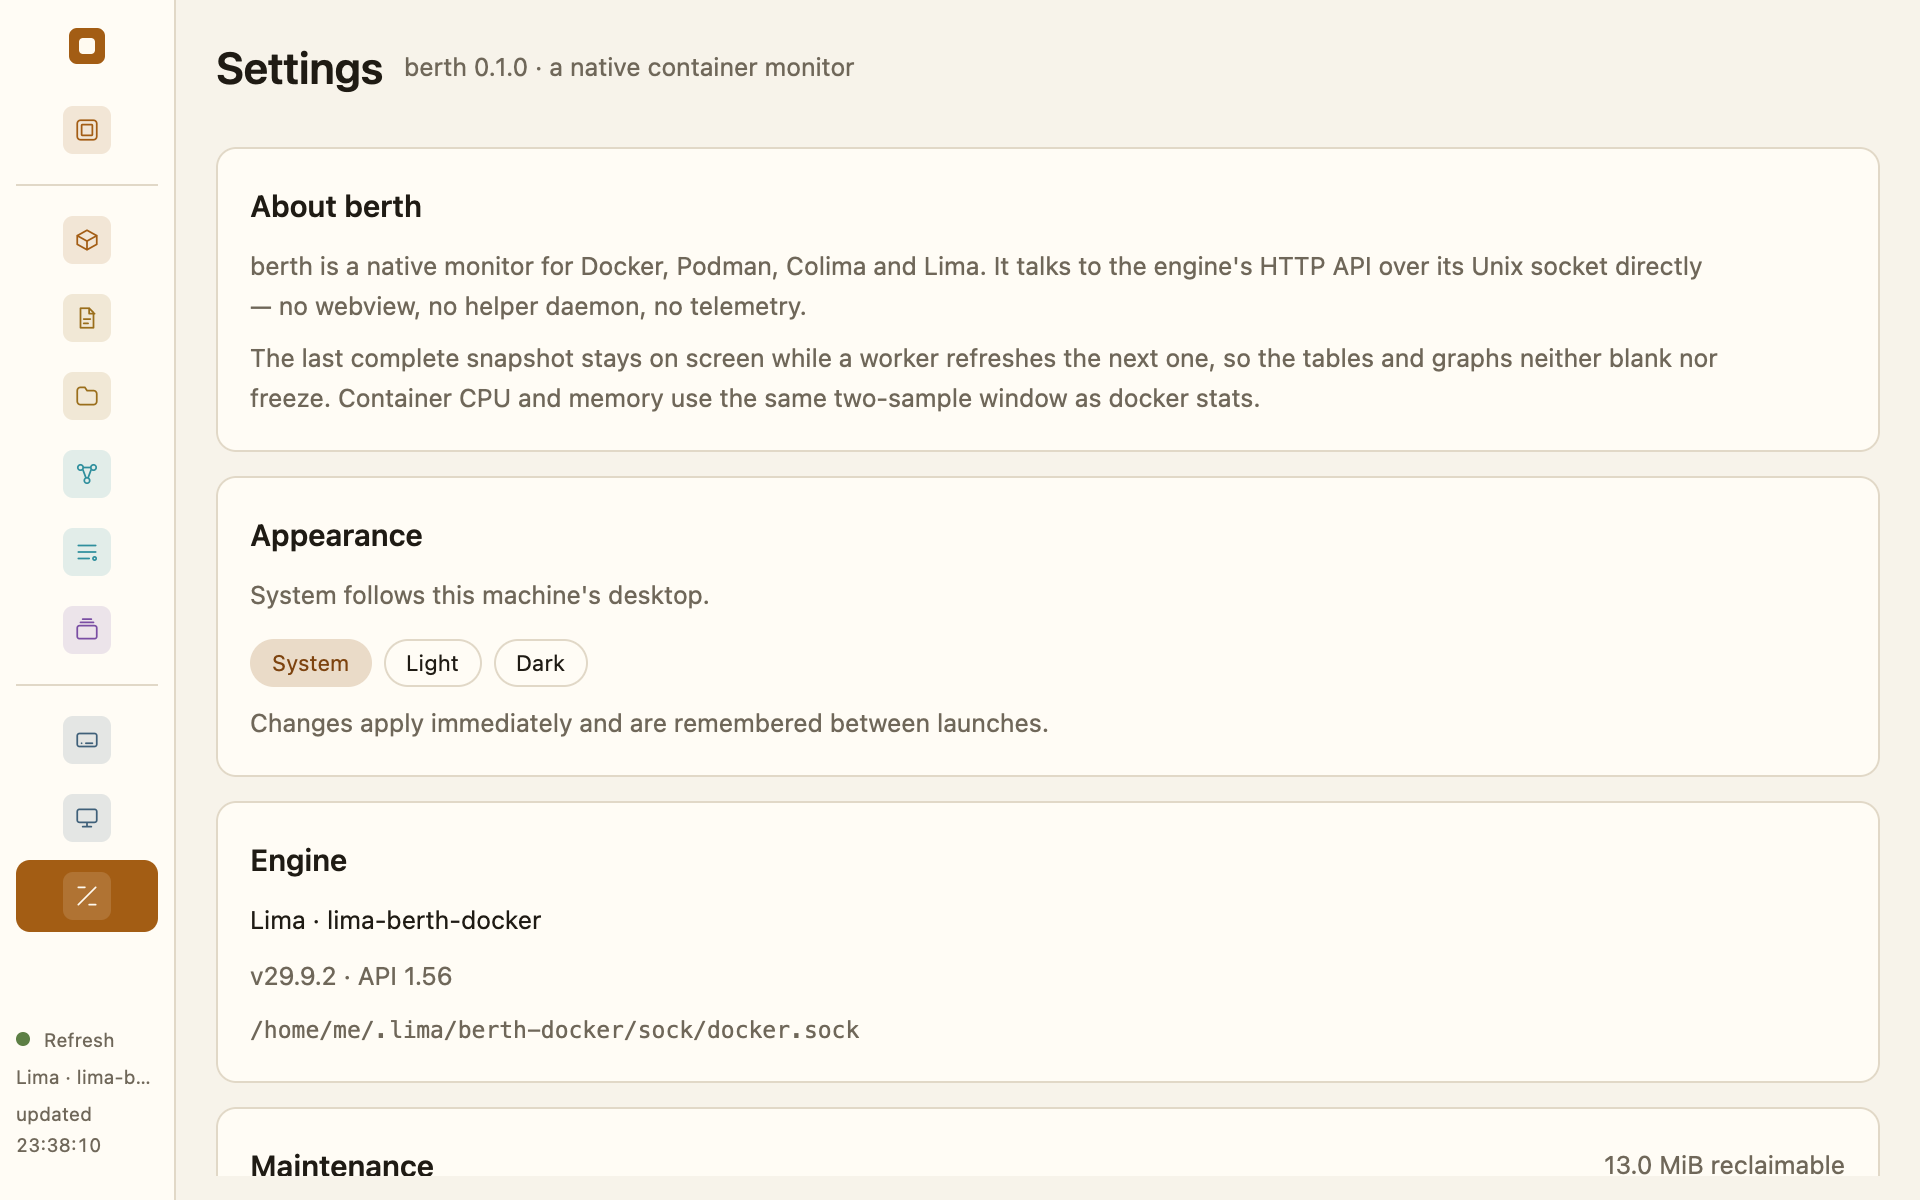 Settings
berth 0.1.0 · a native container monitor
About berth
berth is a native monitor for Docker, Podman, Colima and Lima. It talks to the engine's HTTP API over its Unix socket directly
— no webview, no helper daemon, no telemetry.
The last complete snapshot stays on screen while a worker refreshes the next one, so the tables and graphs neither blank nor
freeze. Container CPU and memory use the same two-sample window as docker stats.
Appearance
System follows this machine's desktop.
System
Light
Dark
Changes apply immediately and are remembered between launches.
Engine
Lima · lima-berth-docker
v29.9.2 · API 1.56
/home/me/.lima/berth-docker/sock/docker.sock
Maintenance
13.0 MiB reclaimable
Refresh
Lima · lima-b...
updated
23:38:10